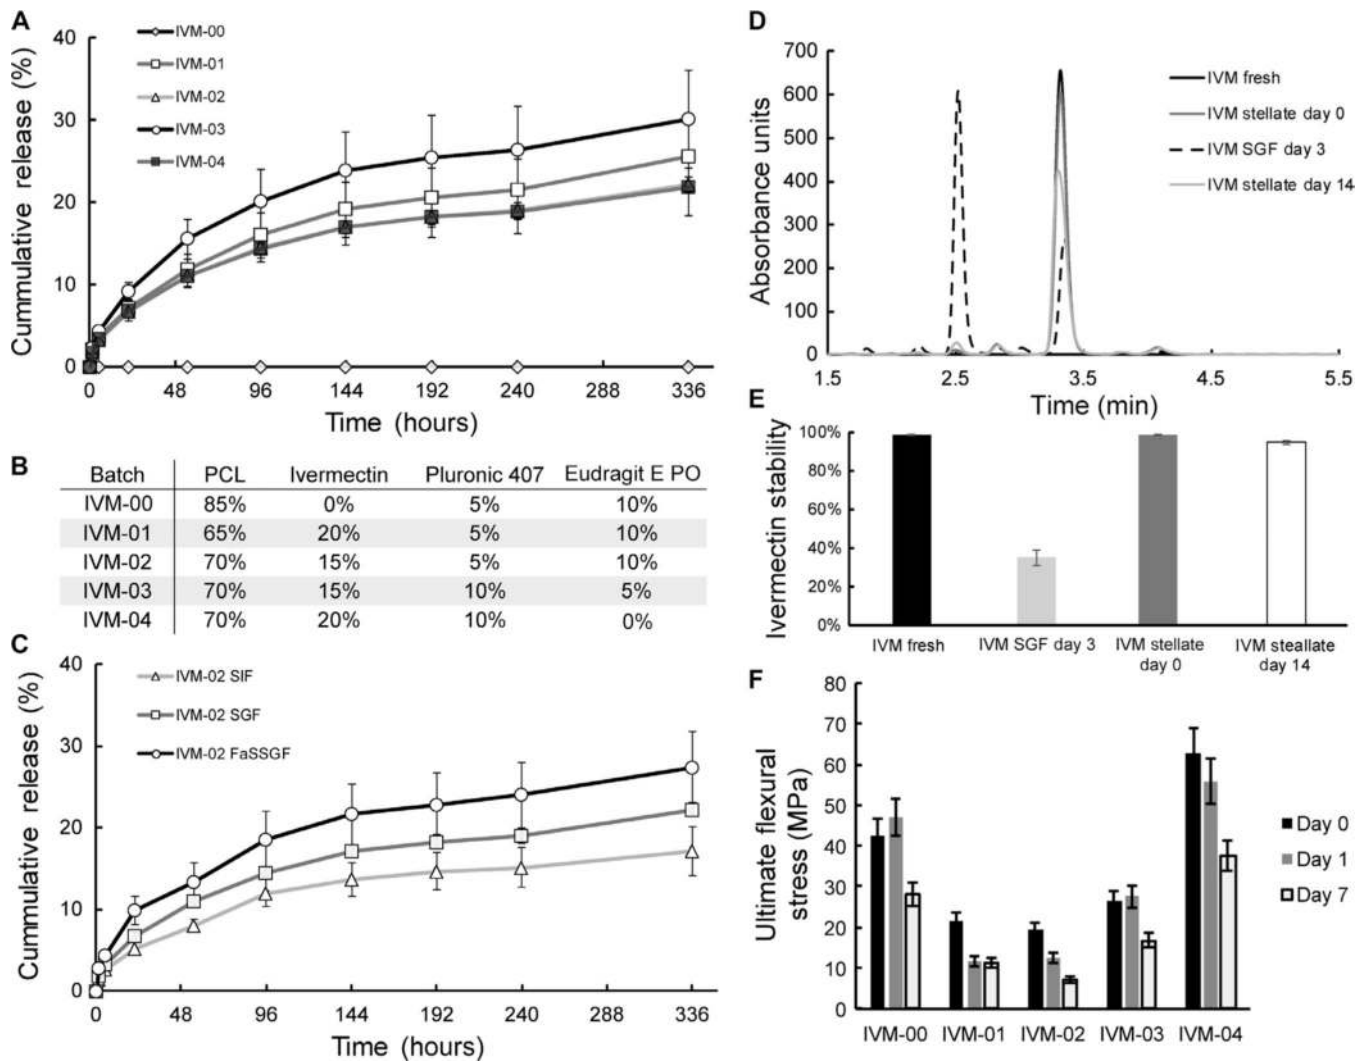 A
40
30
20
10
0
Cummulative release (%)
IVM-00
IVM-01
IVM-02
IVM-03
IVM-04
0 48 96 144 192 240 288 336
Time (hours)
B
Batch PCL Ivermectin Pluronic 407 Eudragit E PO
IVM-00 85% 0% 5% 10%
IVM-01 65% 20% 5% 10%
IVM-02 70% 15% 5% 10%
IVM-03 70% 15% 10% 5%
IVM-04 70% 20% 10% 0%
C
40
30
20
10
0
Cummulative release (%)
IVM-02 SIF
IVM-02 SGF
IVM-02 FaSSGF
0 48 96 144 192 240 288 336
Time (hours)
D
700
600
500
400
300
200
100
0
Absorbance units
IVM fresh
IVM stellate day 0
IVM SGF day 3
IVM stellate day 14
1.5 2.5 3.5 4.5 5.5
Time (min)
E
100%
80%
60%
40%
20%
0%
Ivermectin stability
IVM fresh IVM SGF day 3 IVM stellate IVM steallate
day 0 day 14
F
80
70
60
50
40
30
20
10
0
Ultimate flexural
stress (MPa)
Day 0
Day 1
Day 7
IVM-00 IVM-01 IVM-02 IVM-03 IVM-04